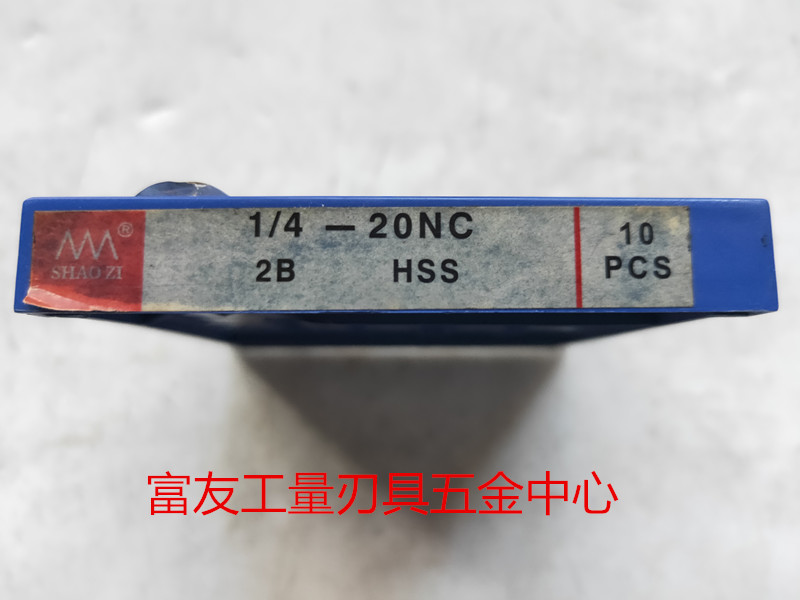 1/4 — 20NC
2B HSS
10
PCS
®
SHAO ZI
富友工量刃具五金中心